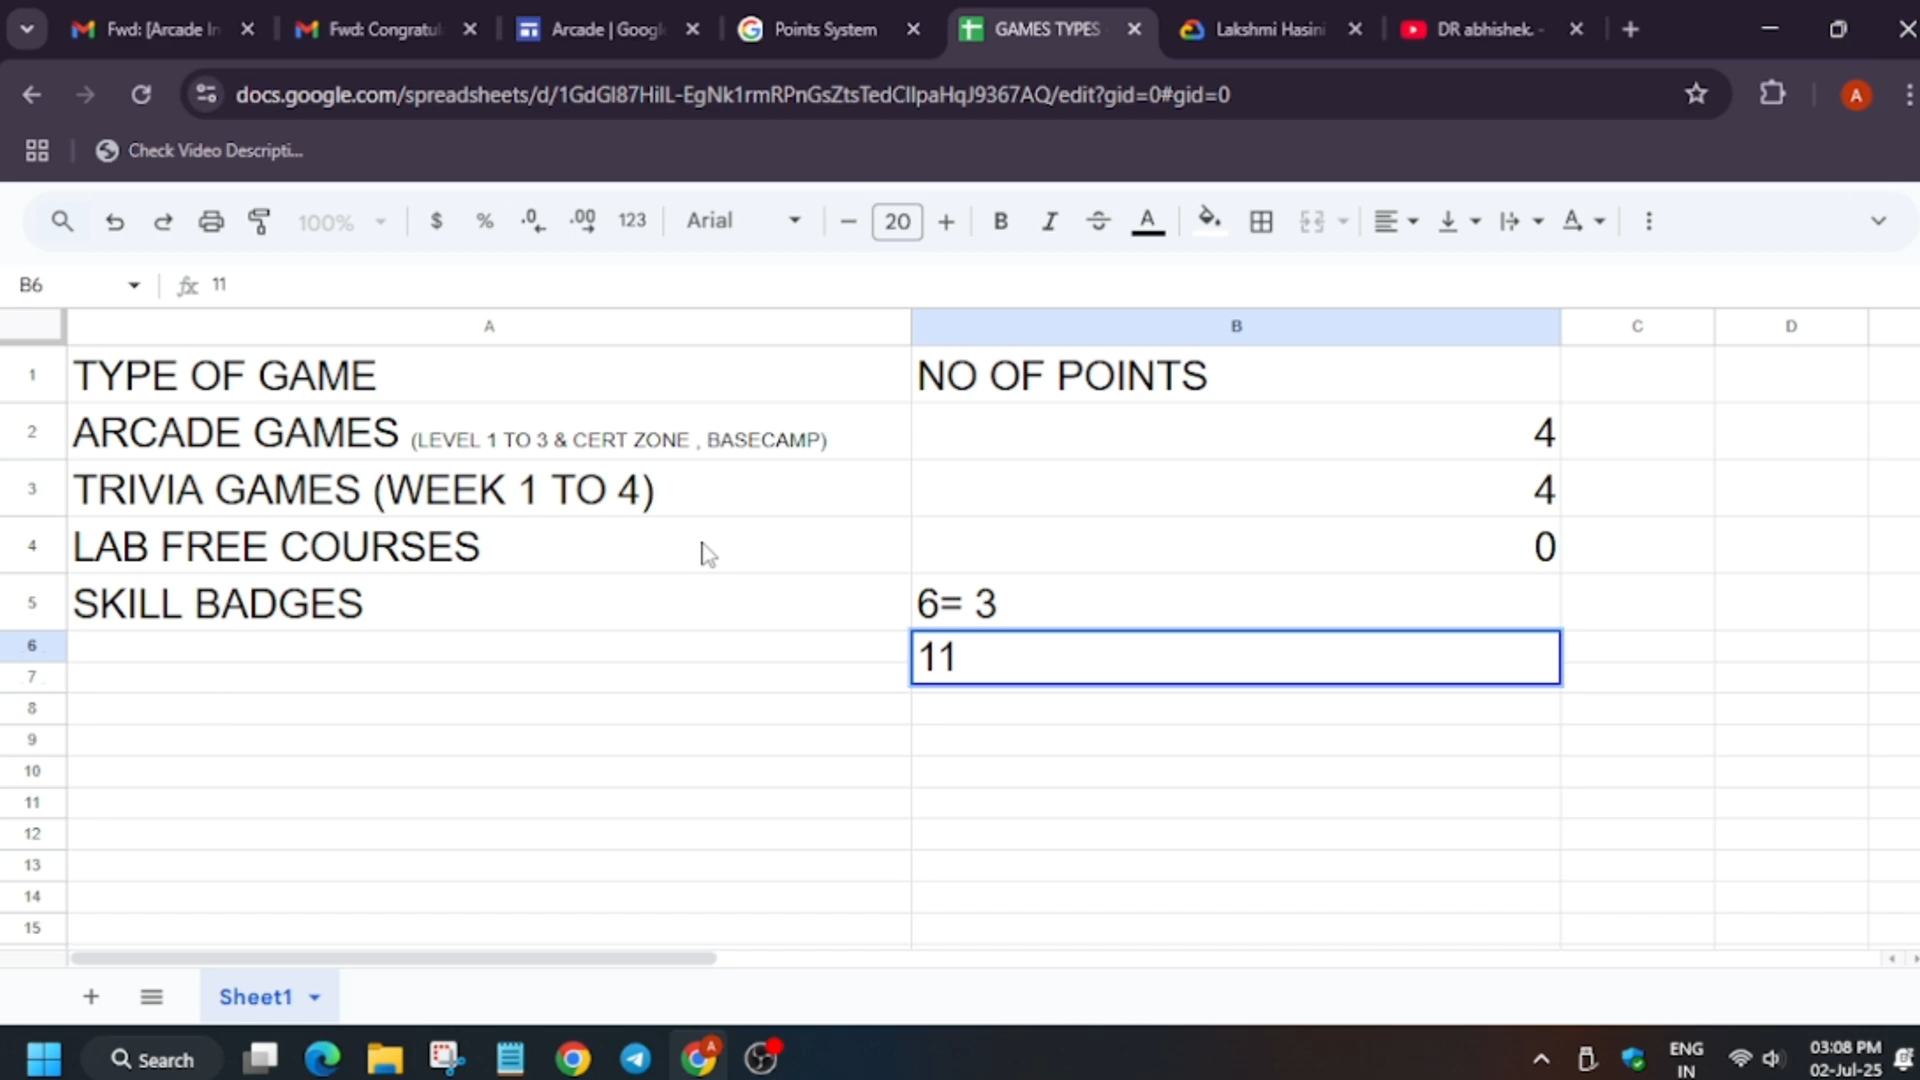 Fwd: [Arcade In
Fwd: Congratul
Arcade | Googl
Points System
GAMES TYPES
Lakshmi Hasini
DR abhishek. -
docs.google.com/spreadsheets/d/1GdGl87HilL-EgNk1rmRPnGsZtsTedCIlpaHqJ9367AQ/edit?gid=0#gid=0
A
Check Video Descripti...
100%
$ % .0 .00 123
Arial
20
B I A
B6
fx 11
A B C D
1 TYPE OF GAME NO OF POINTS
2 ARCADE GAMES (LEVEL 1 TO 3 & CERT ZONE , BASECAMP) 4
3 TRIVIA GAMES (WEEK 1 TO 4) 4
4 LAB FREE COURSES 0
5 SKILL BADGES 6= 3
6 11
7
8
9
10
11
12
13
14
15
Sheet1
Search
A
ENG
IN
03:08 PM
02-Jul-25